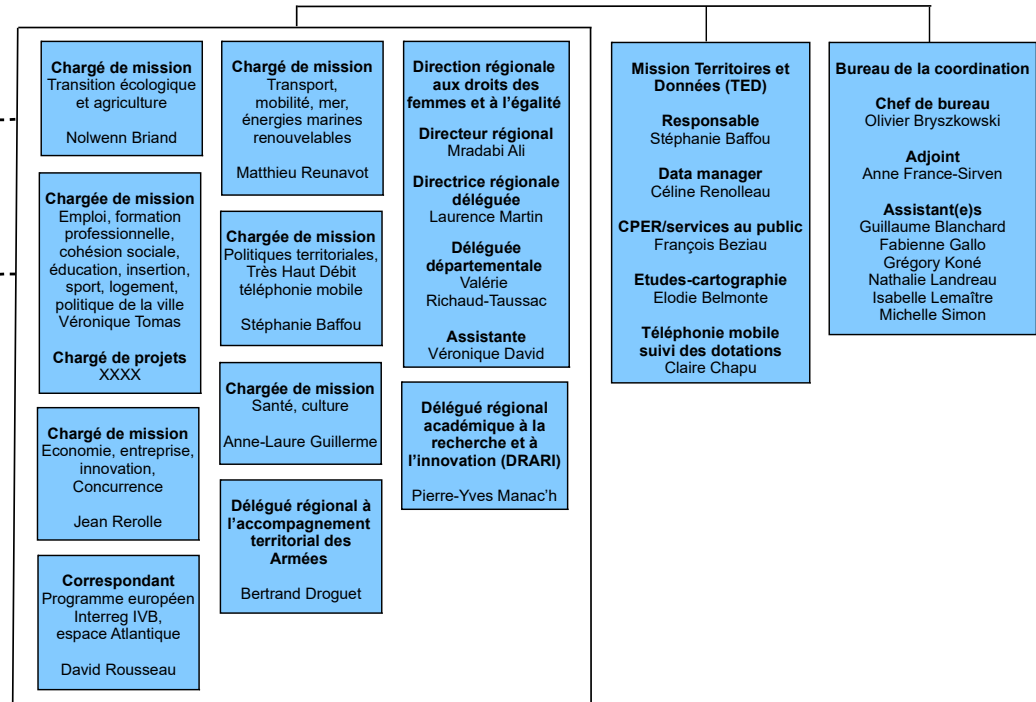 Chargé de mission
Transition écologique
et agriculture
Nolwenn Briand
Chargée de mission
Emploi, formation
professionnelle,
cohésion sociale,
éducation, insertion,
sport, logement,
politique de la ville
Véronique Tomas
Chargé de projets
XXXX
Chargé de mission
Economie, entreprise,
innovation,
Concurrence
Jean Rerolle
Correspondant
Programme européen
Interreg IVB,
espace Atlantique
David Rousseau
Chargé de mission
Transport,
mobilité, mer,
énergies marines
renouvelables
Matthieu Reunavot
Chargée de mission
Politiques territoriales,
Très Haut Débit
téléphonie mobile
Stéphanie Baffou
Chargée de mission
Santé, culture
Anne-Laure Guillerme
Délégué régional à
l’accompagnement
territorial des
Armées
Bertrand Droguet
Direction régionale
aux droits des
femmes et à l’égalité
Directeur régional
Mradabi Ali
Directrice régionale
déléguée
Laurence Martin
Déléguée
départementale
Valérie
Richaud-Taussac
Assistante
Véronique David
Délégué régional
académique à la
recherche et à
l’innovation (DRARI)
Pierre-Yves Manac’h
Mission Territoires et
Données (TED)
Responsable
Stéphanie Baffou
Data manager
Céline Renolleau
CPER/services au public
François Beziau
Etudes-cartographie
Elodie Belmonte
Téléphonie mobile
suivi des dotations
Claire Chapu
Bureau de la coordination
Chef de bureau
Olivier Bryszkowski
Adjoint
Anne France-Sirven
Assistant(e)s
Guillaume Blanchard
Fabienne Gallo
Grégory Koné
Nathalie Landreau
Isabelle Lemaître
Michelle Simon